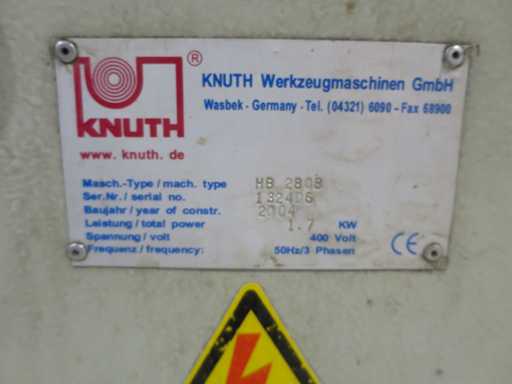 ®
KNUTH
KNUTH Werkzeugmaschinen GmbH
Wasbek - Germany - Tel. (04321) 6090 - Fax 68900
www. knuth. de
Masch.-Type / mach. type HB 2808
Ser.Nr./ serial no.
Baujahr / year of constr. 2004
Leistung / total power 1.7 KW
Spannung / volt 400 Volt
Frequenz / frequency: 50Hz/3 Phasen
CE